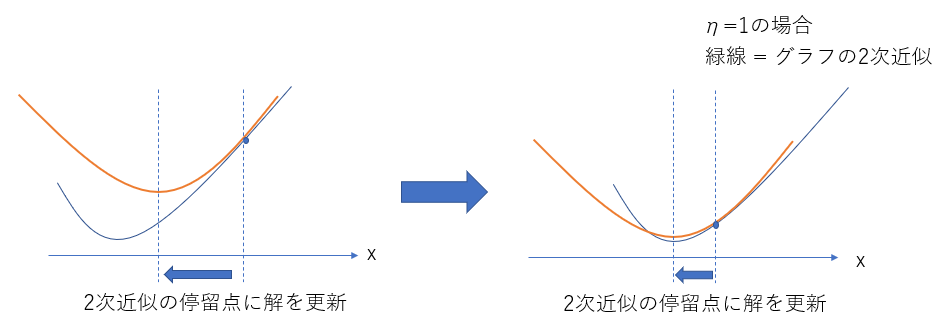 η=1の場合
緑線 = グラフの2次近似
x
2次近似の停留点に解を更新
x
2次近似の停留点に解を更新